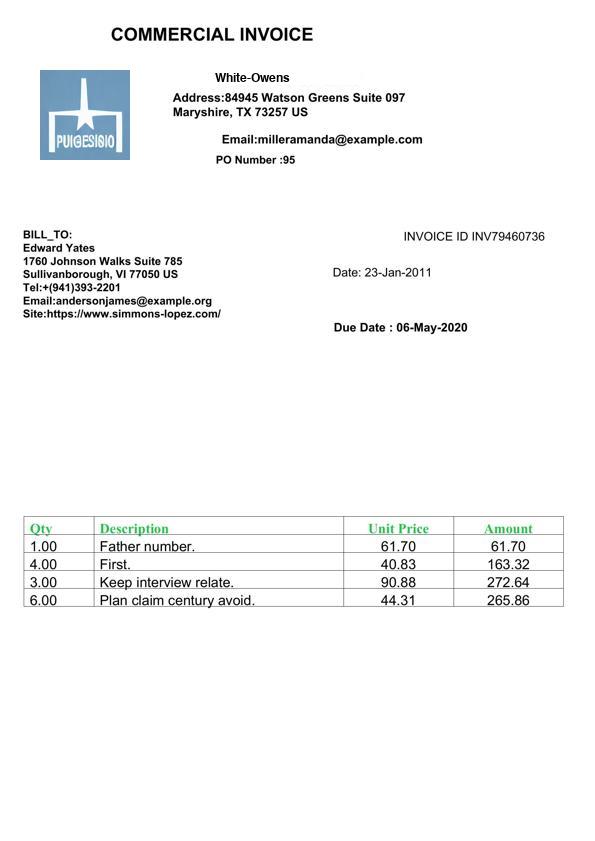 COMMERCIAL INVOICE
PUIGESISIO
White-Owens
Address:84945 Watson Greens Suite 097
Maryshire, TX 73257 US
Email:milleramanda@example.com
PO Number :95
BILL_TO:
Edward Yates
1760 Johnson Walks Suite 785
Sullivanborough, VI 77050 US
Tel:+(941)393-2201
Email:andersonjames@example.org
Site:https://www.simmons-lopez.com/
INVOICE ID INV79460736
Date: 23-Jan-2011
Due Date : 06-May-2020
Qty Description Unit Price Amount
1.00 Father number. 61.70 61.70
4.00 First. 40.83 163.32
3.00 Keep interview relate. 90.88 272.64
6.00 Plan claim century avoid. 44.31 265.86